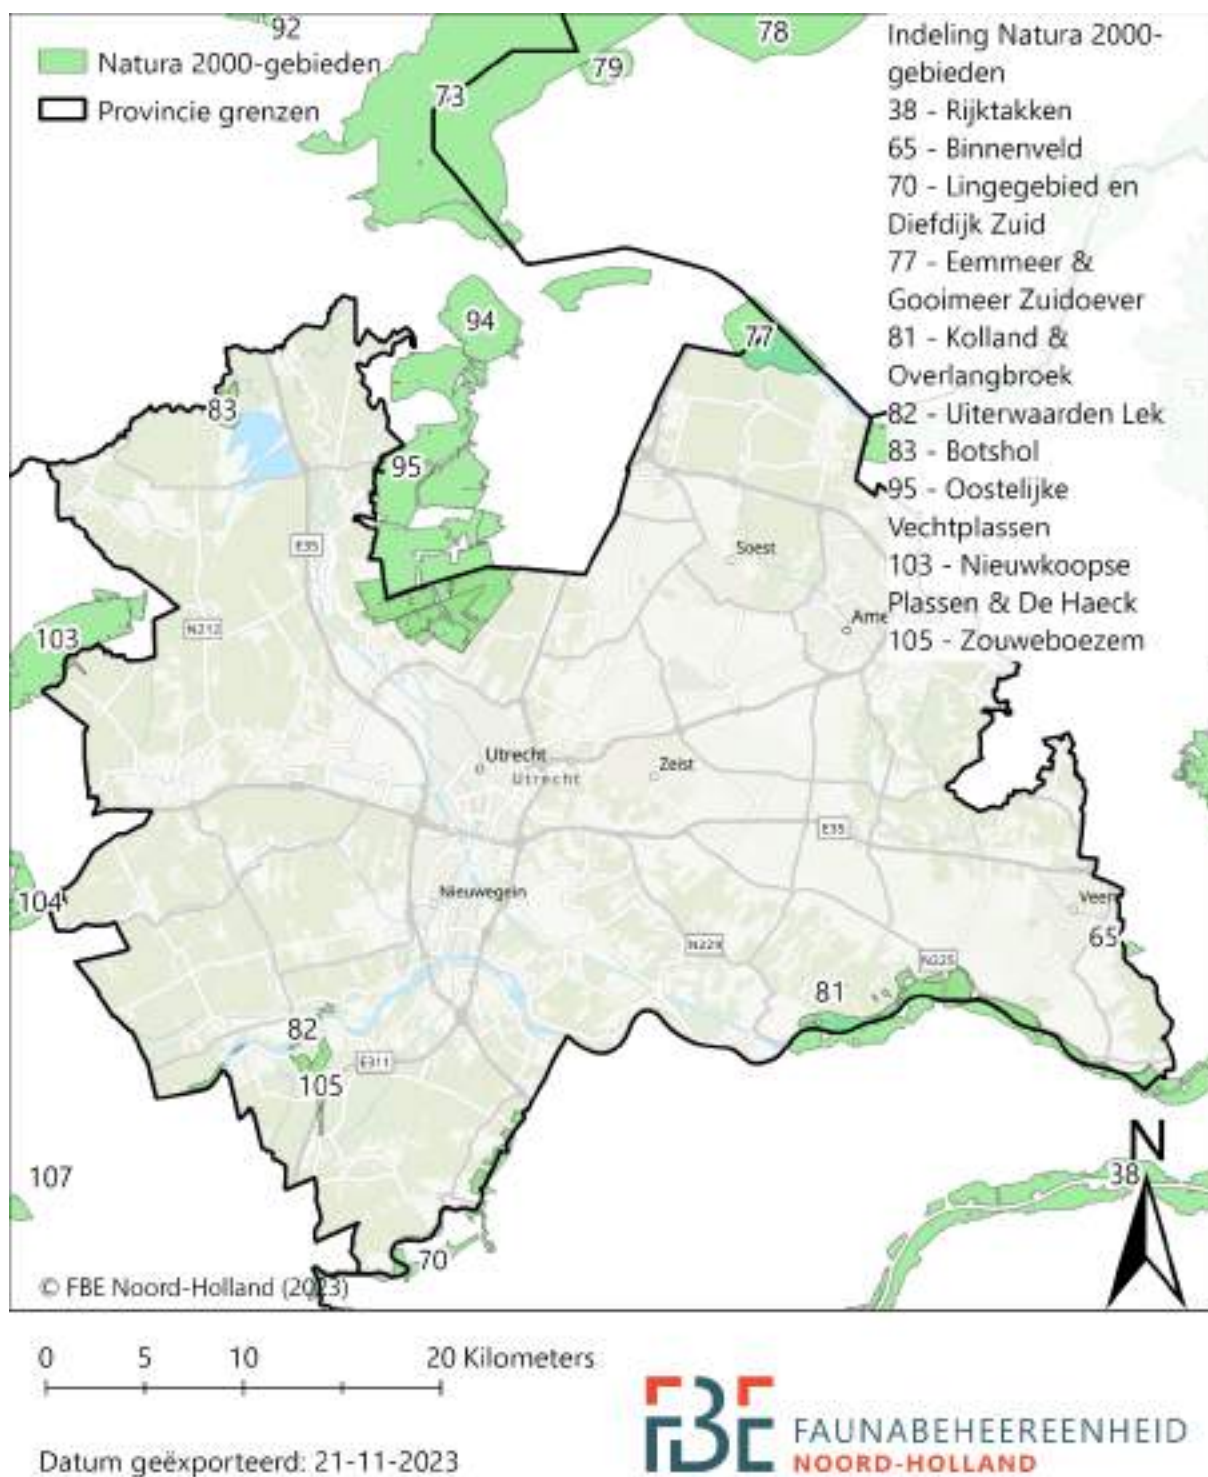 92
78
79
73
Natura 2000-gebieden
Provincie grenzen
Indeling Natura 2000-
gebieden
38 - Rijktakken
65 - Binnenveld
70 - Lingegebied en
Diefdijk Zuid
77 - Eemmeer &
Gooimeer Zuidoever
81 - Kolland &
Overlangbroek
82 - Uiterwaarden Lek
83 - Botshol
95 - Oostelijke
Vechtplassen
103 - Nieuwkoopse
Plassen & De Haeck
105 - Zouweboezem
94
77
83
95
E35
Soest
Ame
103
N212
Utrecht
Utrecht
Zeist
E35
104
Nieuwegein
Veen
65
N229
N225
81
82
E311
105
107
38
N
70
© FBE Noord-Holland (2023)
0 5 10 20 Kilometers
Datum geëxporteerd: 21-11-2023
FBE FAUNABEHEEREENHEID
NOORD-HOLLAND